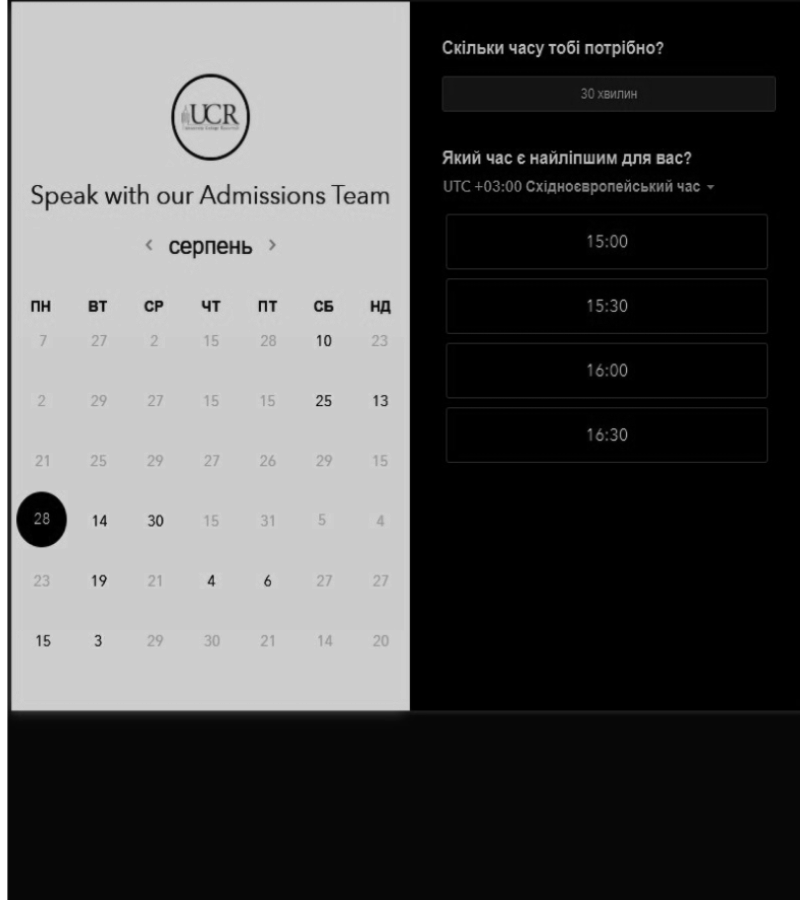 UCR
Speak with our Admissions Team
серпень
ПН ВТ СР ЧТ ПТ СБ НД
7 27 2 15 28 10 23
2 29 27 15 15 25 13
21 25 29 27 26 29 15
28 14 30 15 31 5 4
23 19 21 4 6 27 27
15 3 29 30 21 14 20
Скільки часу тобі потрібно?
30 хвилин
Який час є найліпшим для вас?
UTC +03:00 Східноєвропейський час
15:00
15:30
16:00
16:30